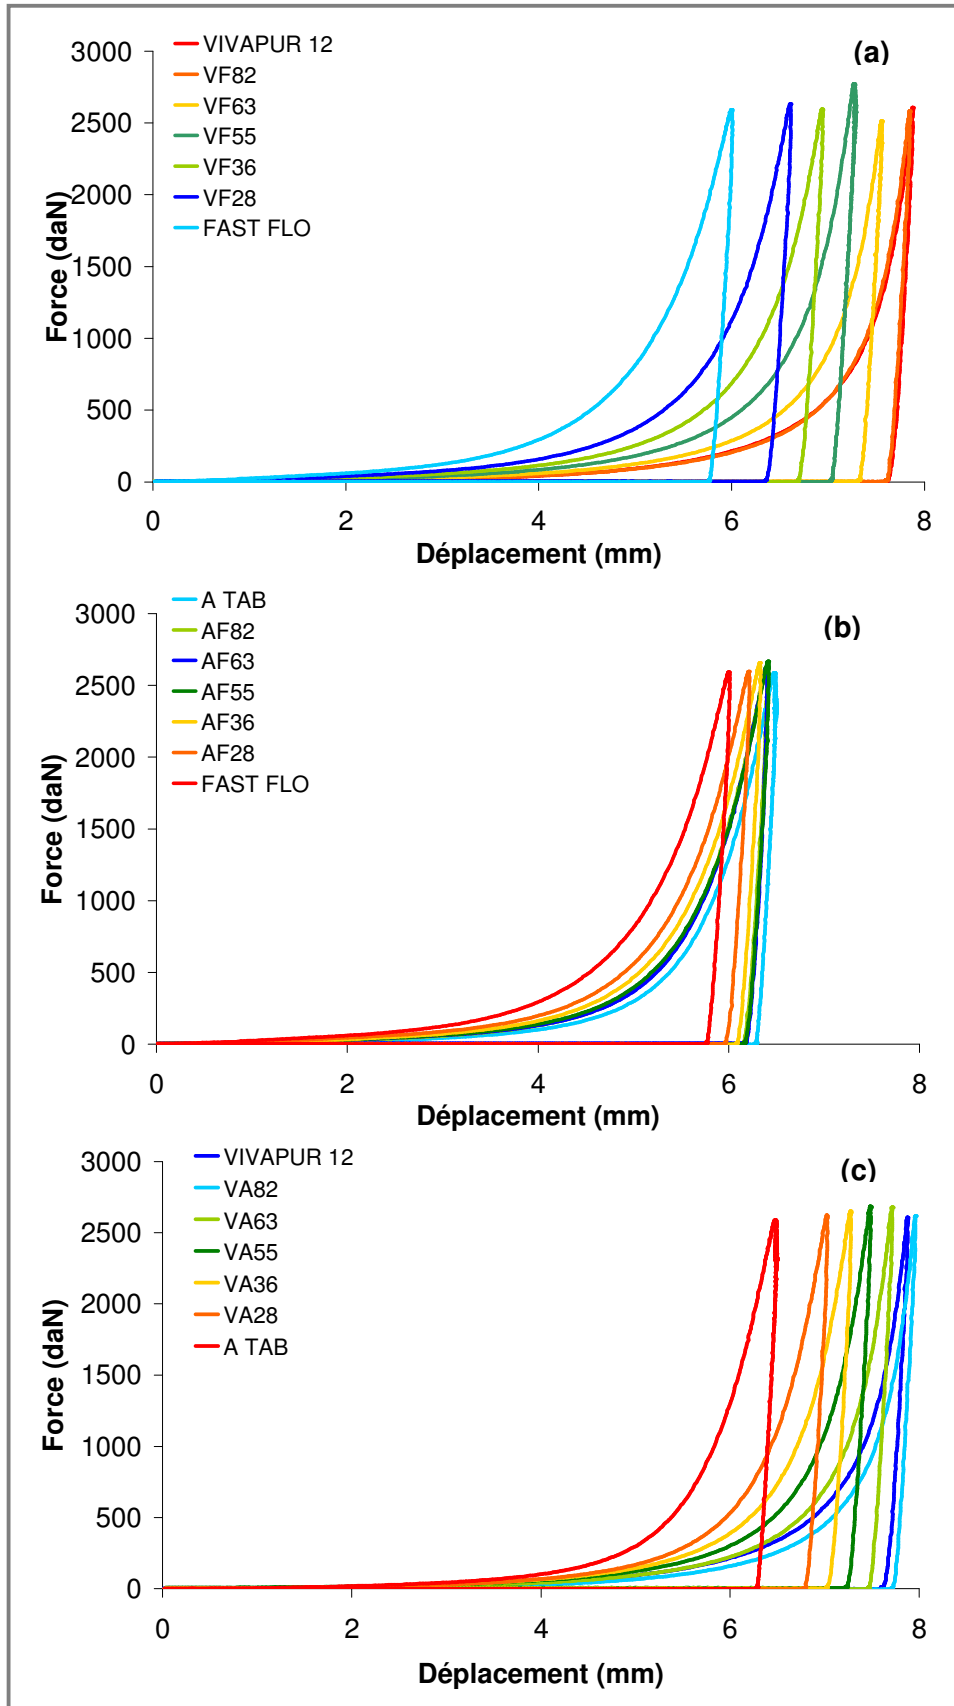 (a)
VIVAPUR 12
VF82
VF63
VF55
VF36
VF28
FAST FLO
3000
2500
2000
1500
1000
500
0
Force (daN)
0 2 4 6 8
Déplacement (mm)
(b)
A TAB
AF82
AF63
AF55
AF36
AF28
FAST FLO
3000
2500
2000
1500
1000
500
0
Force (daN)
0 2 4 6 8
Déplacement (mm)
(c)
VIVAPUR 12
VA82
VA63
VA55
VA36
VA28
A TAB
3000
2500
2000
1500
1000
500
0
Force (daN)
0 2 4 6 8
Déplacement (mm)